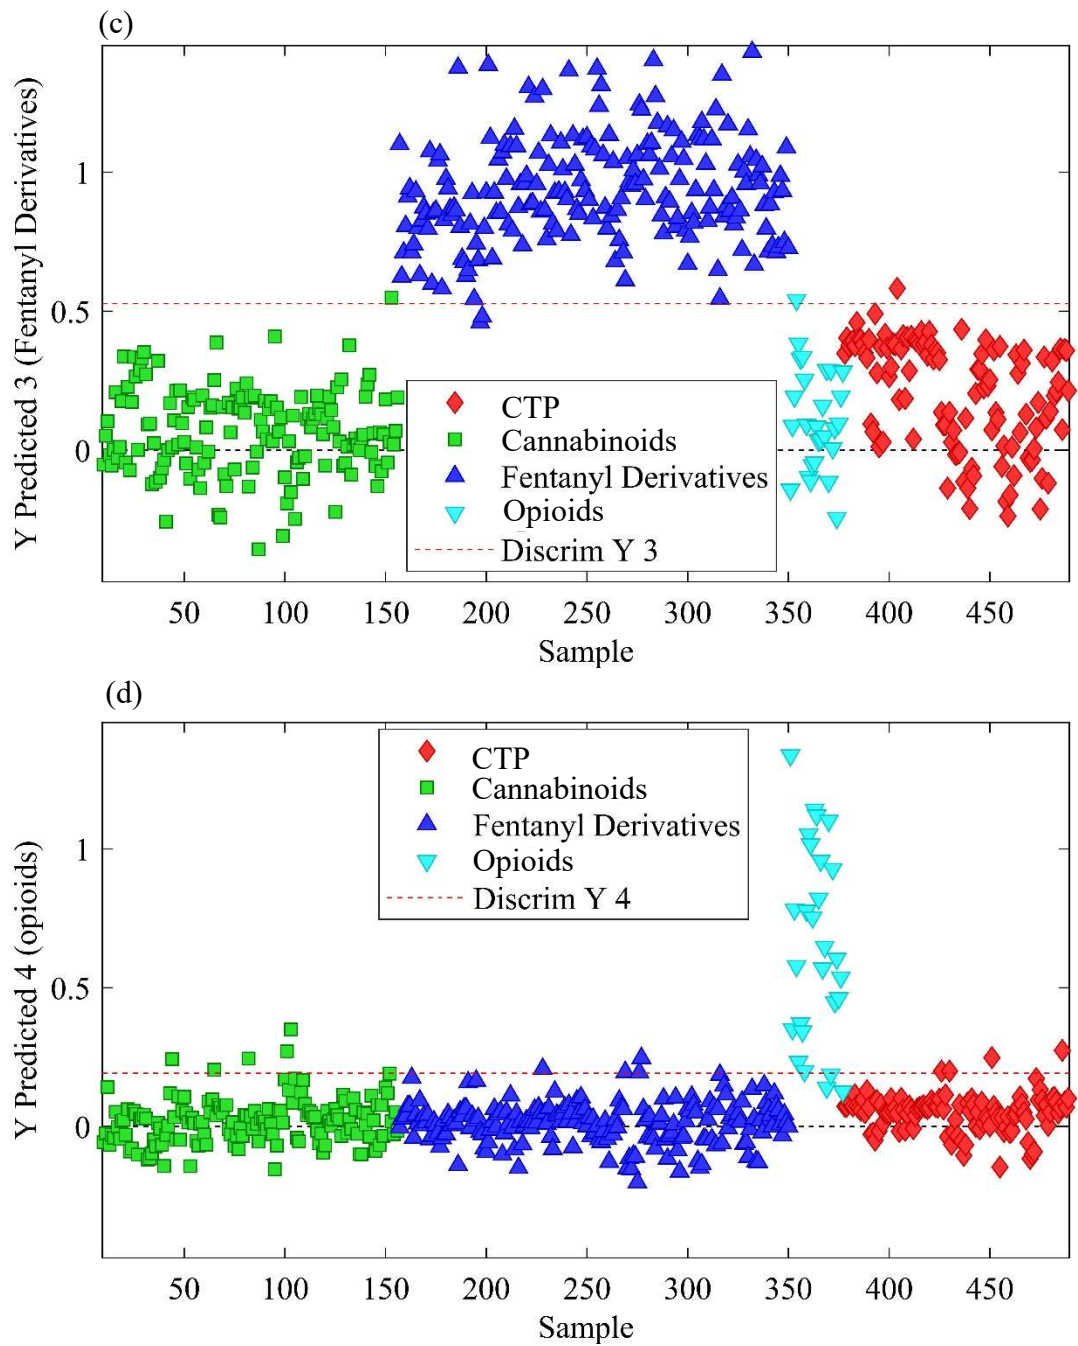 (c)
Y Predicted 3 (Fentanyl Derivatives)
1
0.5
0
CTP
Cannabinoids
Fentanyl Derivatives
Opioids
Discrim Y 3
50 100 150 200 250 300 350 400 450
Sample
(d)
Y Predicted 4 (opioids)
1
0.5
0
CTP
Cannabinoids
Fentanyl Derivatives
Opioids
Discrim Y 4
50 100 150 200 250 300 350 400 450
Sample